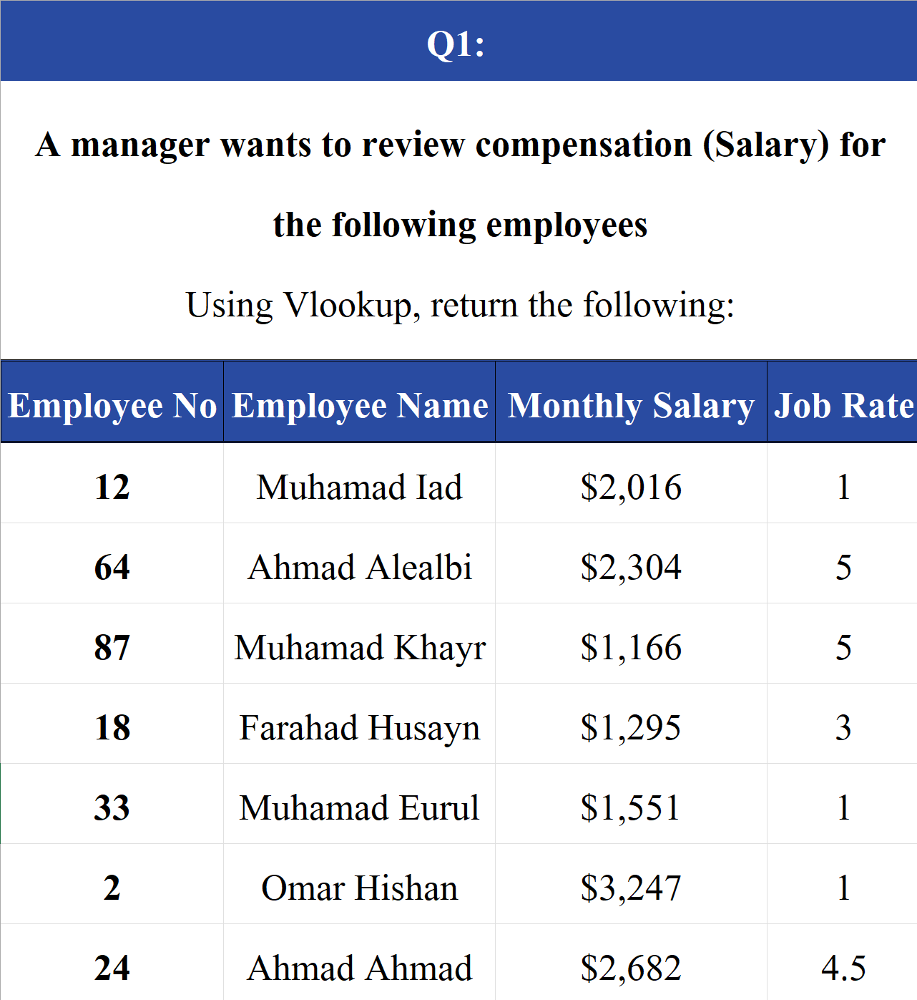 Q1:
A manager wants to review compensation (Salary) for
the following employees
Using Vlookup, return the following:
Employee No Employee Name Monthly Salary Job Rate
12 Muhamad Iad $2,016 1
64 Ahmad Alealbi $2,304 5
87 Muhamad Khayr $1,166 5
18 Farahad Husayn $1,295 3
33 Muhamad Eurul $1,551 1
2 Omar Hishan $3,247 1
24 Ahmad Ahmad $2,682 4.5